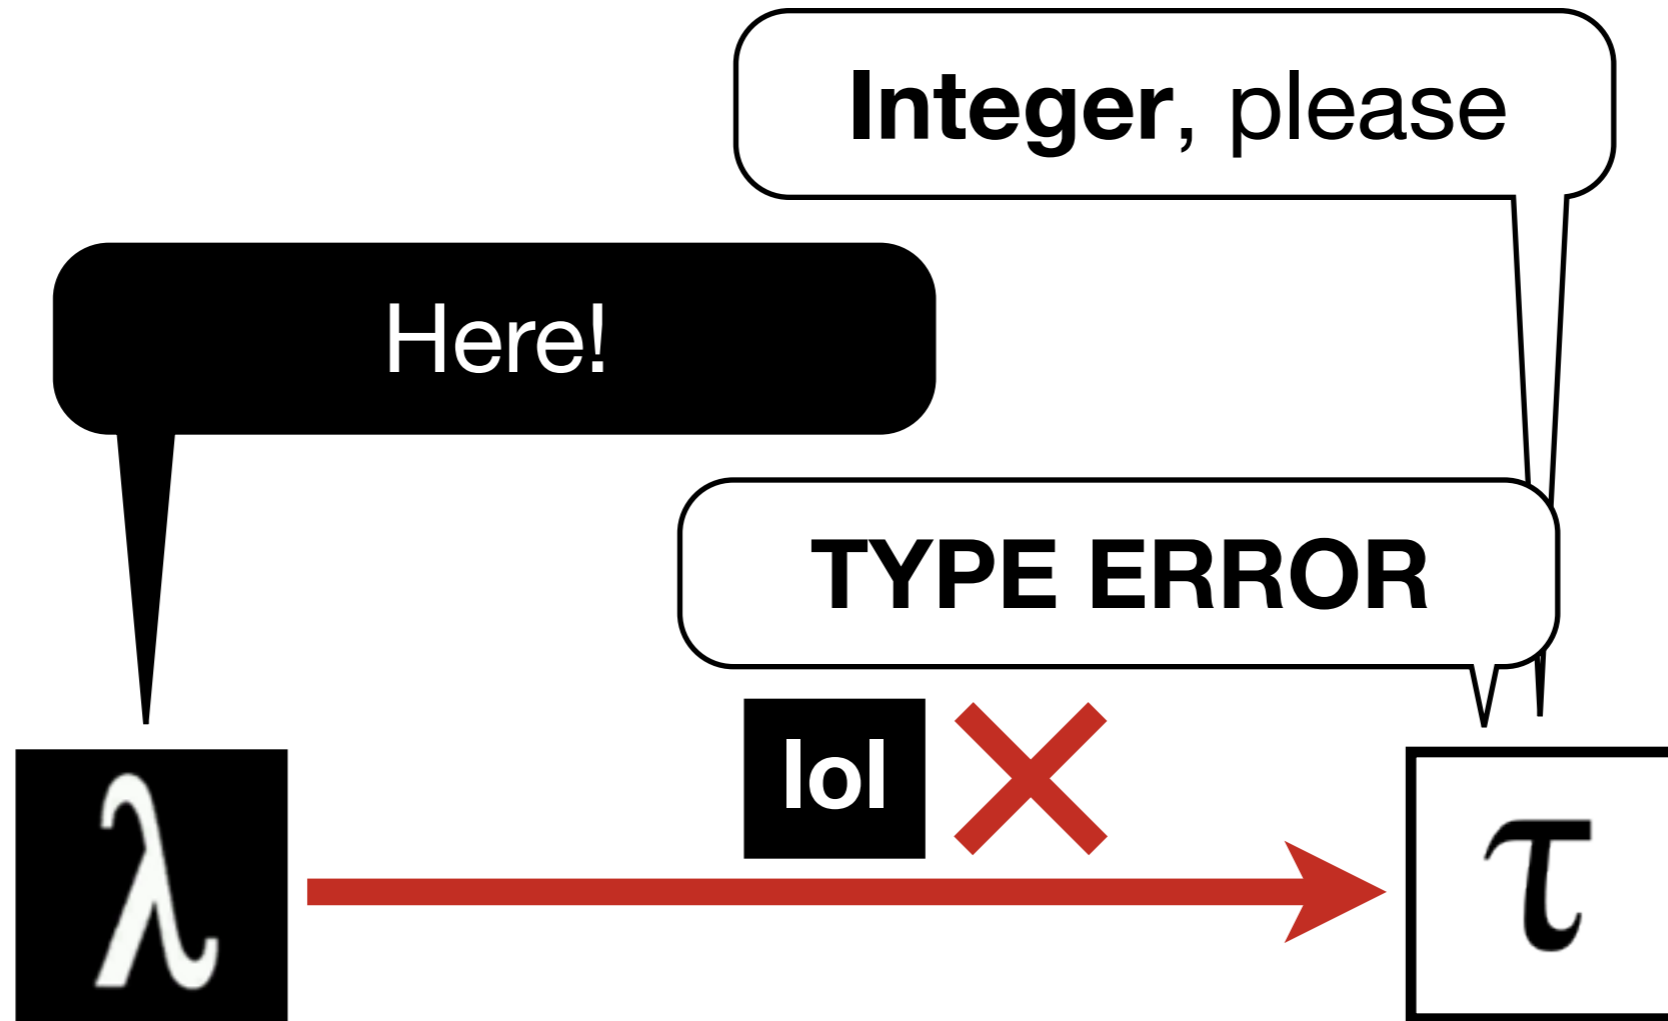 Integer, please
Here!
TYPE ERROR
lol
λ
τ